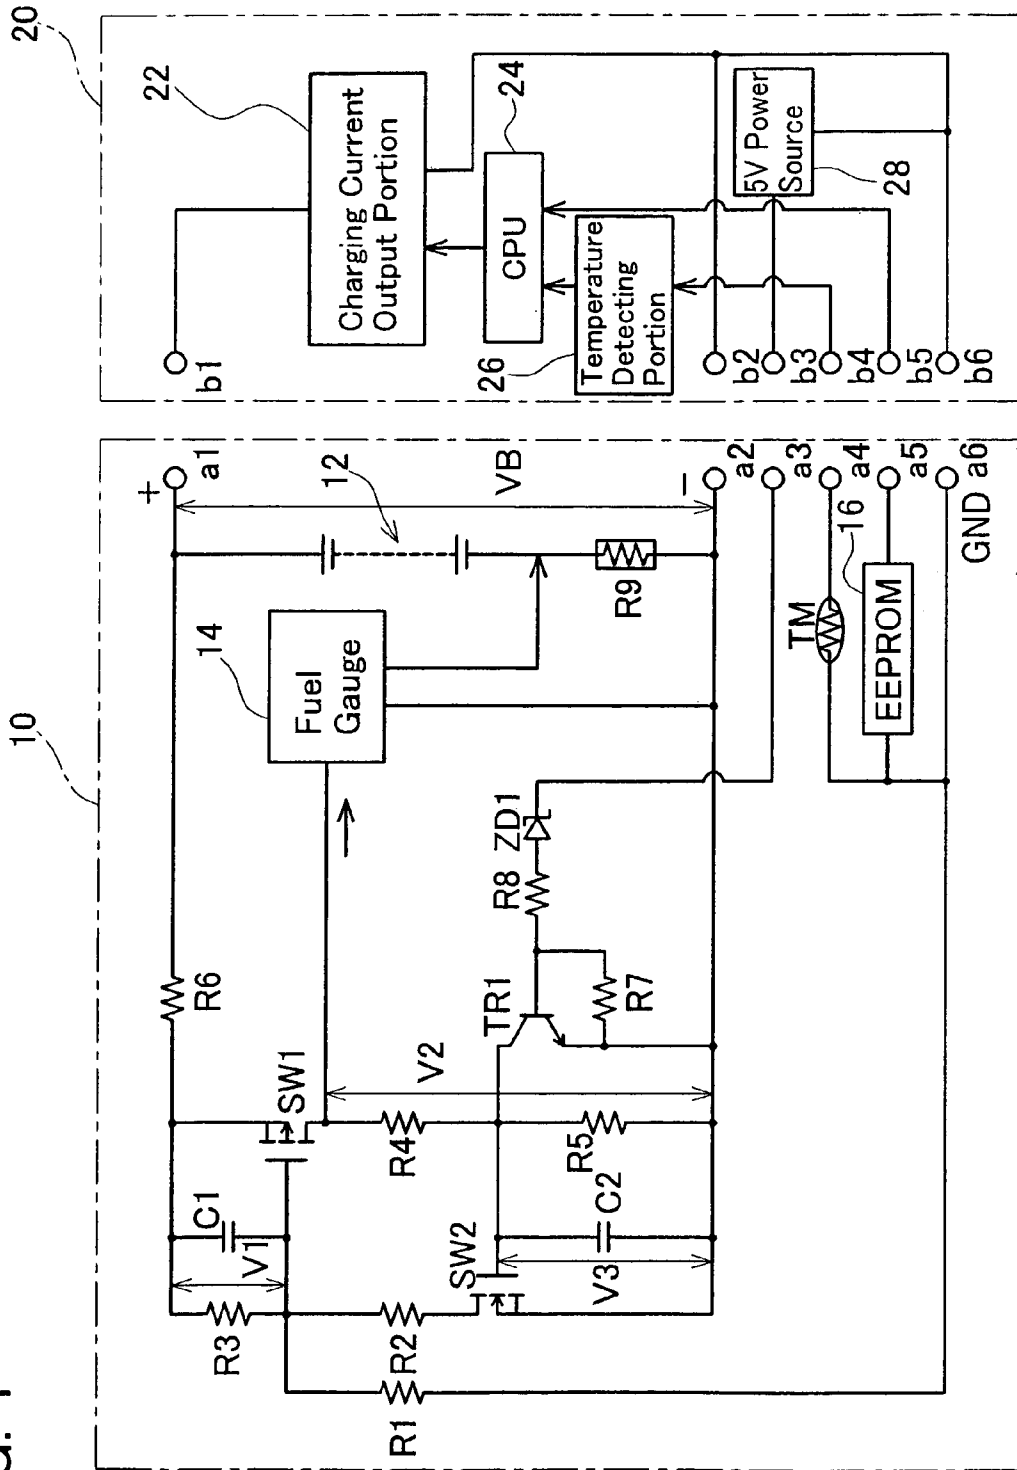 20
22
Charging Current
Output Portion
24
CPU
26
Temperature
Detecting
Portion
5V Power
Source
28
b1
b2
b3
b4
b5
b6
10
+
a1
12
VB
−
a2
a3
a4
a5
a6
GND
14
Fuel
Gauge
R9
TM
16
EEPROM
R6
SW1
V2
TR1
R8
ZD1
R7
C1
V1
R3
R4
R5
SW2
C2
V3
R2
R1